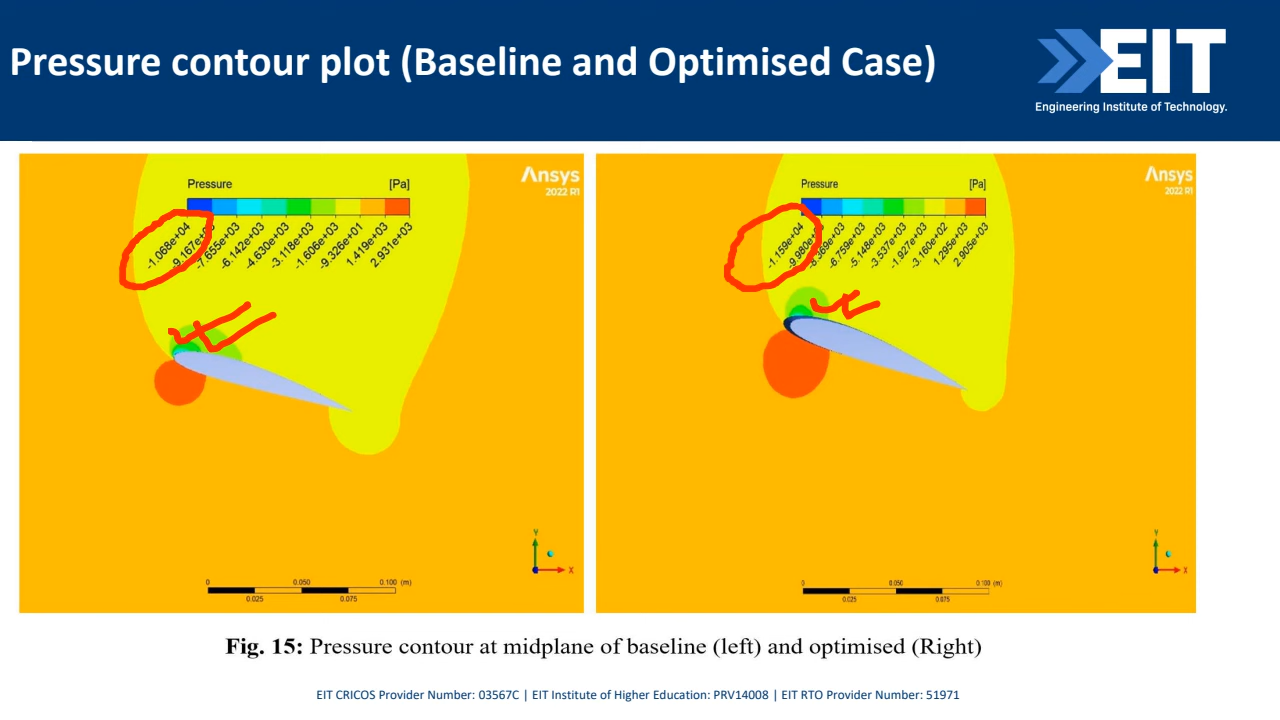 Pressure contour plot (Baseline and Optimised Case)
EIT
Engineering Institute of Technology.
Pressure [Pa]
-1.068e+04
-7.655e+03
-6.142e+03
-4.630e+03
-3.118e+03
-1.606e+03
-9.326e+01
1.419e+03
2.931e+03
Ansys
2022 R1
Y
X
0 0.050 0.100 (m)
0.025 0.075
Pressure [Pa]
-1.159e+04
-8.369e+03
-6.759e+03
-5.148e+03
-3.537e+03
-1.927e+03
-3.160e+02
1.295e+03
2.905e+03
Ansys
2022 R1
Y
X
0 0.050 0.100 (m)
0.025 0.075
Fig. 15: Pressure contour at midplane of baseline (left) and optimised (Right)
EIT CRICOS Provider Number: 03567C | EIT Institute of Higher Education: PRV14008 | EIT RTO Provider Number: 51971